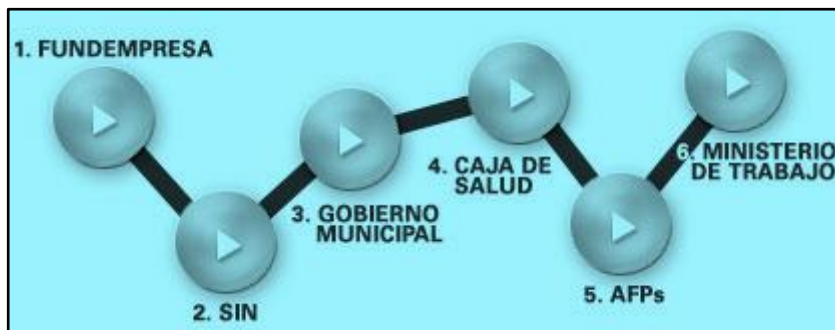 1. FUNDEMPRESA
2. SIN
3. GOBIERNO
MUNICIPAL
4. CAJA DE
SALUD
5. AFPs
6. MINISTERIO
DE TRABAJO